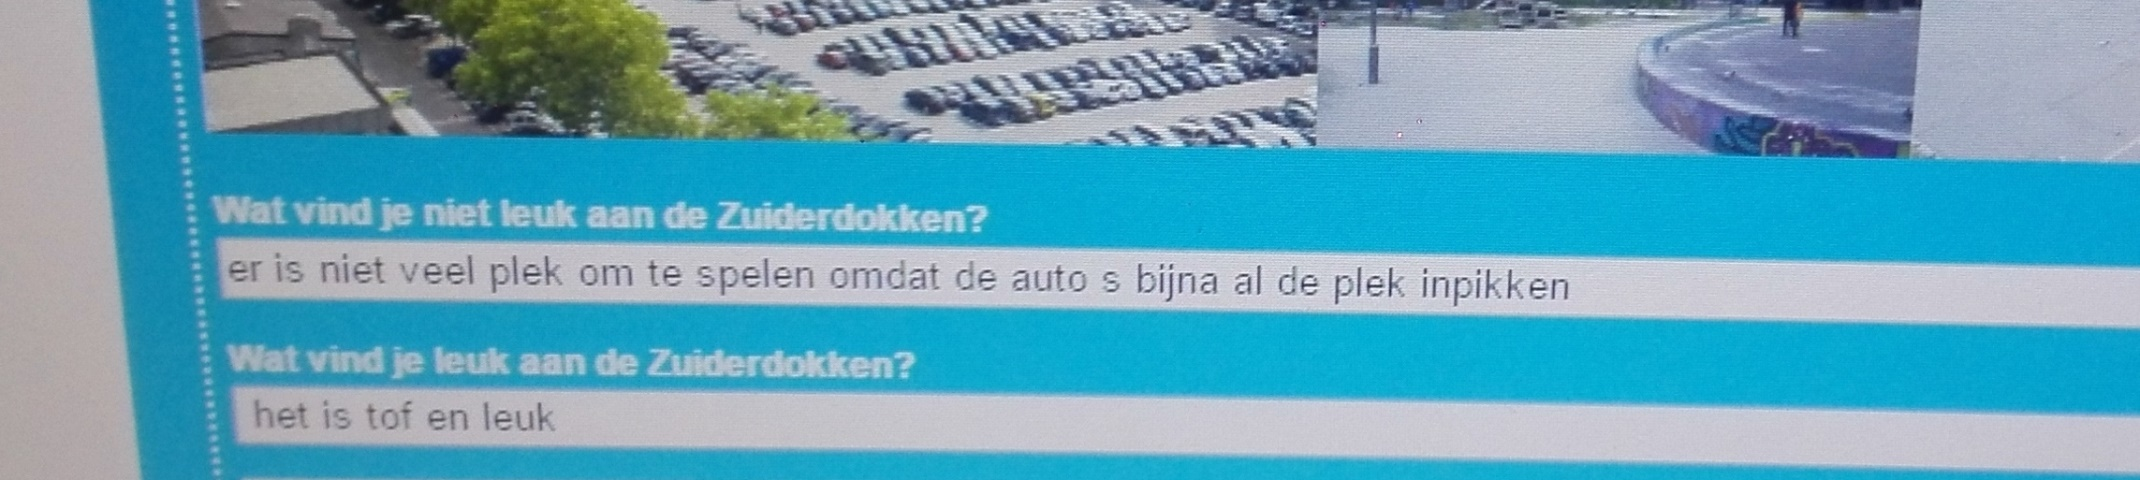 Wat vind je niet leuk aan de Zuiderdokken?
er is niet veel plek om te spelen omdat de auto s bijna al de plek inpikken
Wat vind je leuk aan de Zuiderdokken?
het is tof en leuk